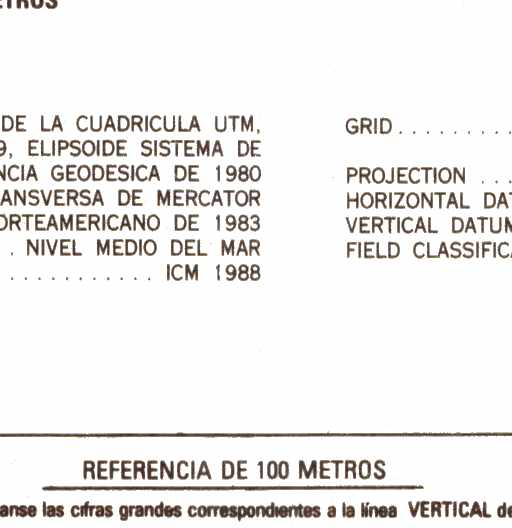 DE LA CUADRICULA UTM,
9, ELIPSOIDE SISTEMA DE
NCIA GEODESICA DE 1980
ANSVERSA DE MERCATOR
ORTEAMERICANO DE 1983
. NIVEL MEDIO DEL MAR
. . . . . . . . . . . . ICM 1988
GRID . . . . . . . . .
PROJECTION . . .
HORIZONTAL DAT
VERTICAL DATUM
FIELD CLASSIFICA
REFERENCIA DE 100 METROS
anse las cifras grandes correspondientes a la línea VERTICAL de